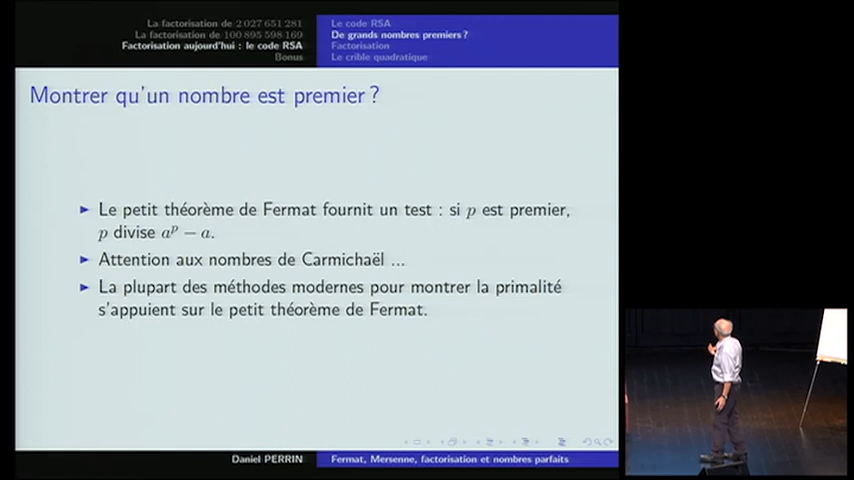 La factorisation de 2 027 651 281
La factorisation de 100 895 598 169
Factorisation aujourd'hui : le code RSA
Bonus
Le code RSA
De grands nombres premiers ?
Factorisation
Le crible quadratique
Montrer qu'un nombre est premier ?
Le petit théorème de Fermat fournit un test : si p est premier,
p divise aᵖ − a.
Attention aux nombres de Carmichaël ...
La plupart des méthodes modernes pour montrer la primalité
s'appuient sur le petit théorème de Fermat.
Daniel PERRIN
Fermat, Mersenne, factorisation et nombres parfaits